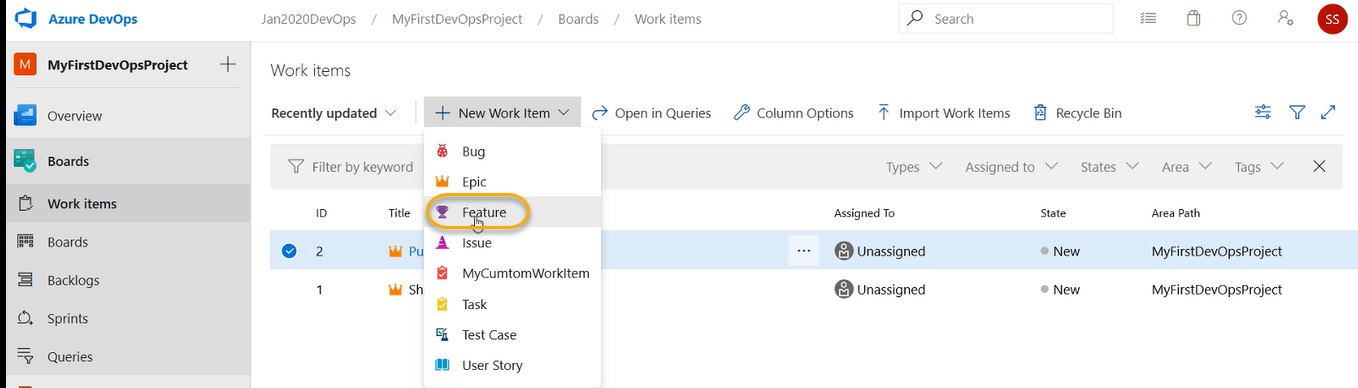 Azure DevOps
Jan2020DevOps / MyFirstDevOpsProject / Boards / Work items
Search
SS
M MyFirstDevOpsProject
Work items
Overview
Recently updated
New Work Item
Open in Queries
Column Options
Import Work Items
Recycle Bin
Boards
Bug
Filter by keyword
Types
Assigned to
States
Area
Tags
Epic
Work items
ID
Title
Feature
Assigned To
State
Area Path
Boards
2
Pu
Issue
Unassigned
New
MyFirstDevOpsProject
Backlogs
MyCumtomWorkItem
1
Sh
Unassigned
New
MyFirstDevOpsProject
Task
Sprints
Test Case
Queries
User Story